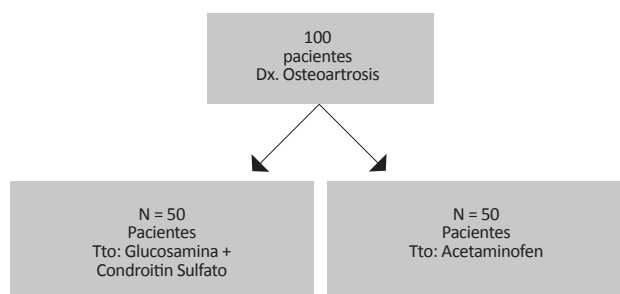 100
pacientes
Dx. Osteoartrosis
N = 50
Pacientes
Tto: Glucosamina +
Condroitin Sulfato
N = 50
Pacientes
Tto: Acetaminofen